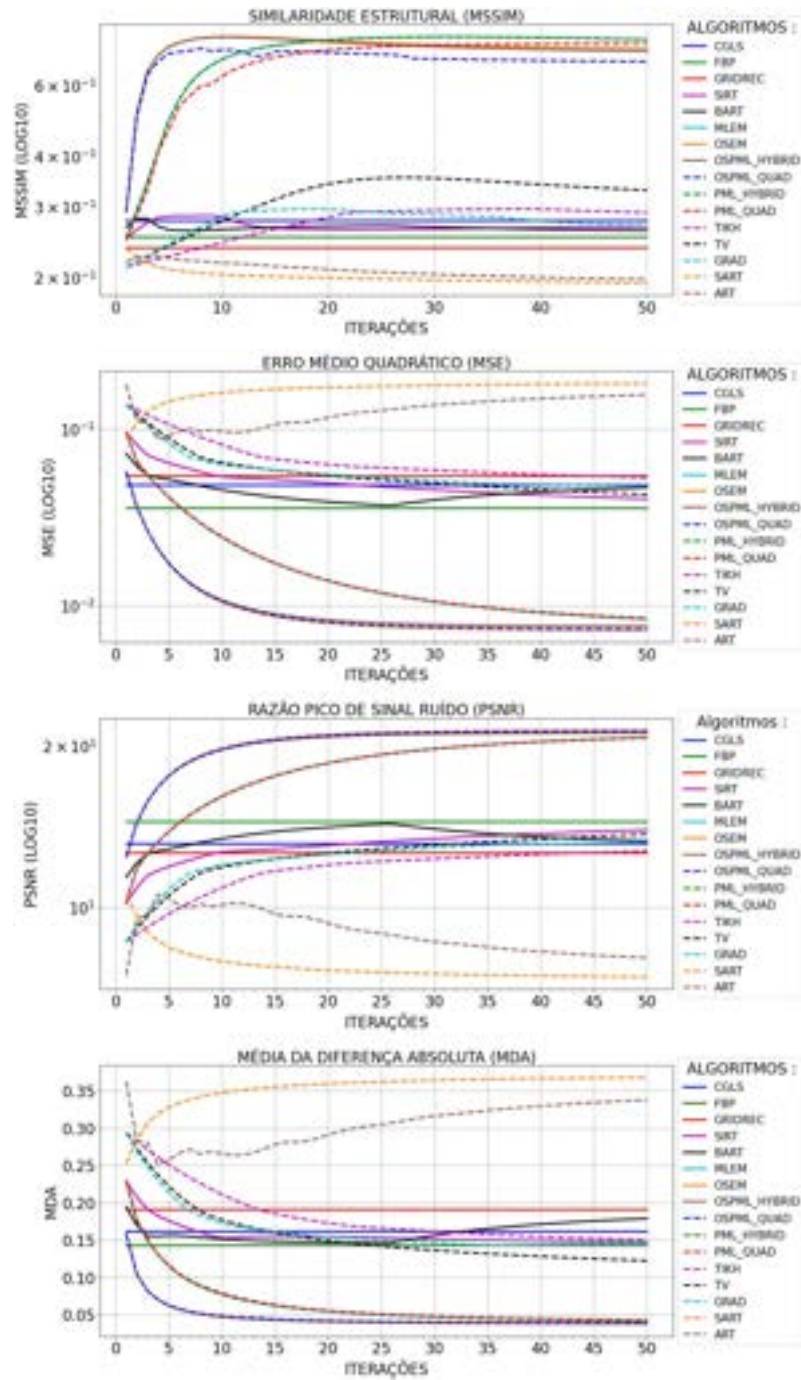 SIMILARIDADE ESTRUTURAL (MSSIM)
MSSIM (LOG10)
6 × 10⁻¹
4 × 10⁻¹
3 × 10⁻¹
2 × 10⁻¹
0 5 10 15 20 25 30 35 40 45 50
ITERAÇÕES
ALGORITMOS :
CGLS
FBP
GRIDREC
SIRT
BART
MLEM
OSEM
OSPML_HYBRID
OSPML_QUAD
PML_HYBRID
PML_QUAD
TIKH
TV
GRAD
SART
ART
ERRO MÉDIO QUADRÁTICO (MSE)
MSE (LOG10)
10⁻¹
10⁻²
0 5 10 15 20 25 30 35 40 45 50
ITERAÇÕES
ALGORITMOS :
CGLS
FBP
GRIDREC
SIRT
BART
MLEM
OSEM
OSPML_HYBRID
OSPML_QUAD
PML_HYBRID
PML_QUAD
TIKH
TV
GRAD
SART
ART
RAZÃO PICO DE SINAL RUÍDO (PSNR)
PSNR (LOG10)
2 × 10¹
10¹
0 5 10 15 20 25 30 35 40 45 50
ITERAÇÕES
Algoritmos :
CGLS
FBP
GRIDREC
SIRT
BART
MLEM
OSEM
OSPML_HYBRID
OSPML_QUAD
PML_HYBRID
PML_QUAD
TIKH
TV
GRAD
SART
ART
MÉDIA DA DIFERENÇA ABSOLUTA (MDA)
MDA
0.35
0.30
0.25
0.20
0.15
0.10
0.05
0 5 10 15 20 25 30 35 40 45 50
ITERAÇÕES
ALGORITMOS :
CGLS
FBP
GRIDREC
SIRT
BART
MLEM
OSEM
OSPML_HYBRID
OSPML_QUAD
PML_HYBRID
PML_QUAD
TIKH
TV
GRAD
SART
ART